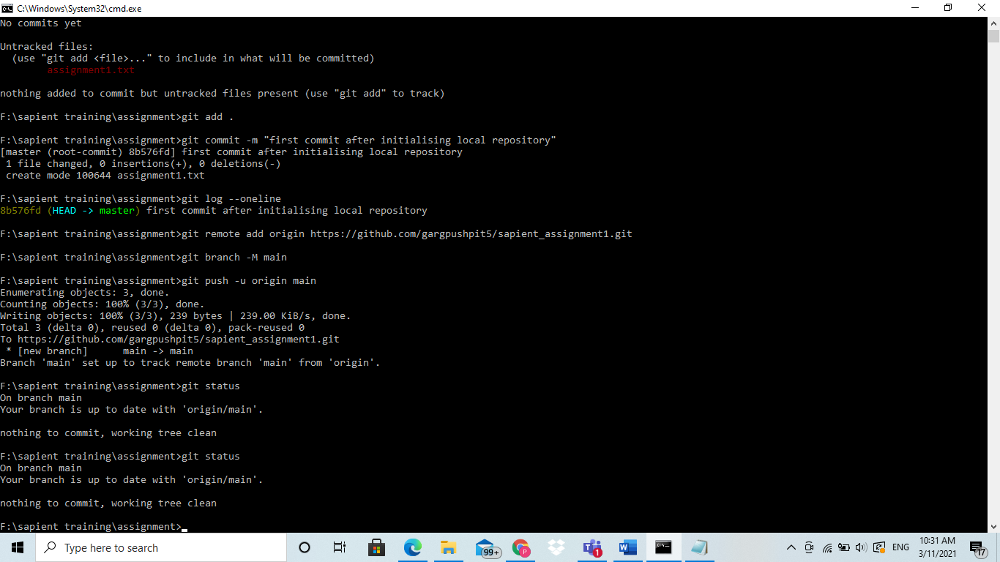 C:\Windows\System32\cmd.exe
No commits yet
Untracked files:
  (use "git add <file>..." to include in what will be committed)
        assignment1.txt
nothing added to commit but untracked files present (use "git add" to track)
F:\sapient training\assignment>git add .
F:\sapient training\assignment>git commit -m "first commit after initialising local repository"
[master (root-commit) 8b576fd] first commit after initialising local repository
 1 file changed, 0 insertions(+), 0 deletions(-)
 create mode 100644 assignment1.txt
F:\sapient training\assignment>git log --oneline
8b576fd (HEAD -> master) first commit after initialising local repository
F:\sapient training\assignment>git remote add origin https://github.com/gargpushpit5/sapient_assignment1.git
F:\sapient training\assignment>git branch -M main
F:\sapient training\assignment>git push -u origin main
Enumerating objects: 3, done.
Counting objects: 100% (3/3), done.
Writing objects: 100% (3/3), 239 bytes | 239.00 KiB/s, done.
Total 3 (delta 0), reused 0 (delta 0), pack-reused 0
To https://github.com/gargpushpit5/sapient_assignment1.git
 * [new branch]      main -> main
Branch 'main' set up to track remote branch 'main' from 'origin'.
F:\sapient training\assignment>git status
On branch main
Your branch is up to date with 'origin/main'.
nothing to commit, working tree clean
F:\sapient training\assignment>git status
On branch main
Your branch is up to date with 'origin/main'.
nothing to commit, working tree clean
F:\sapient training\assignment>
Type here to search
99+
P
1
ENG
10:31 AM
3/11/2021
17